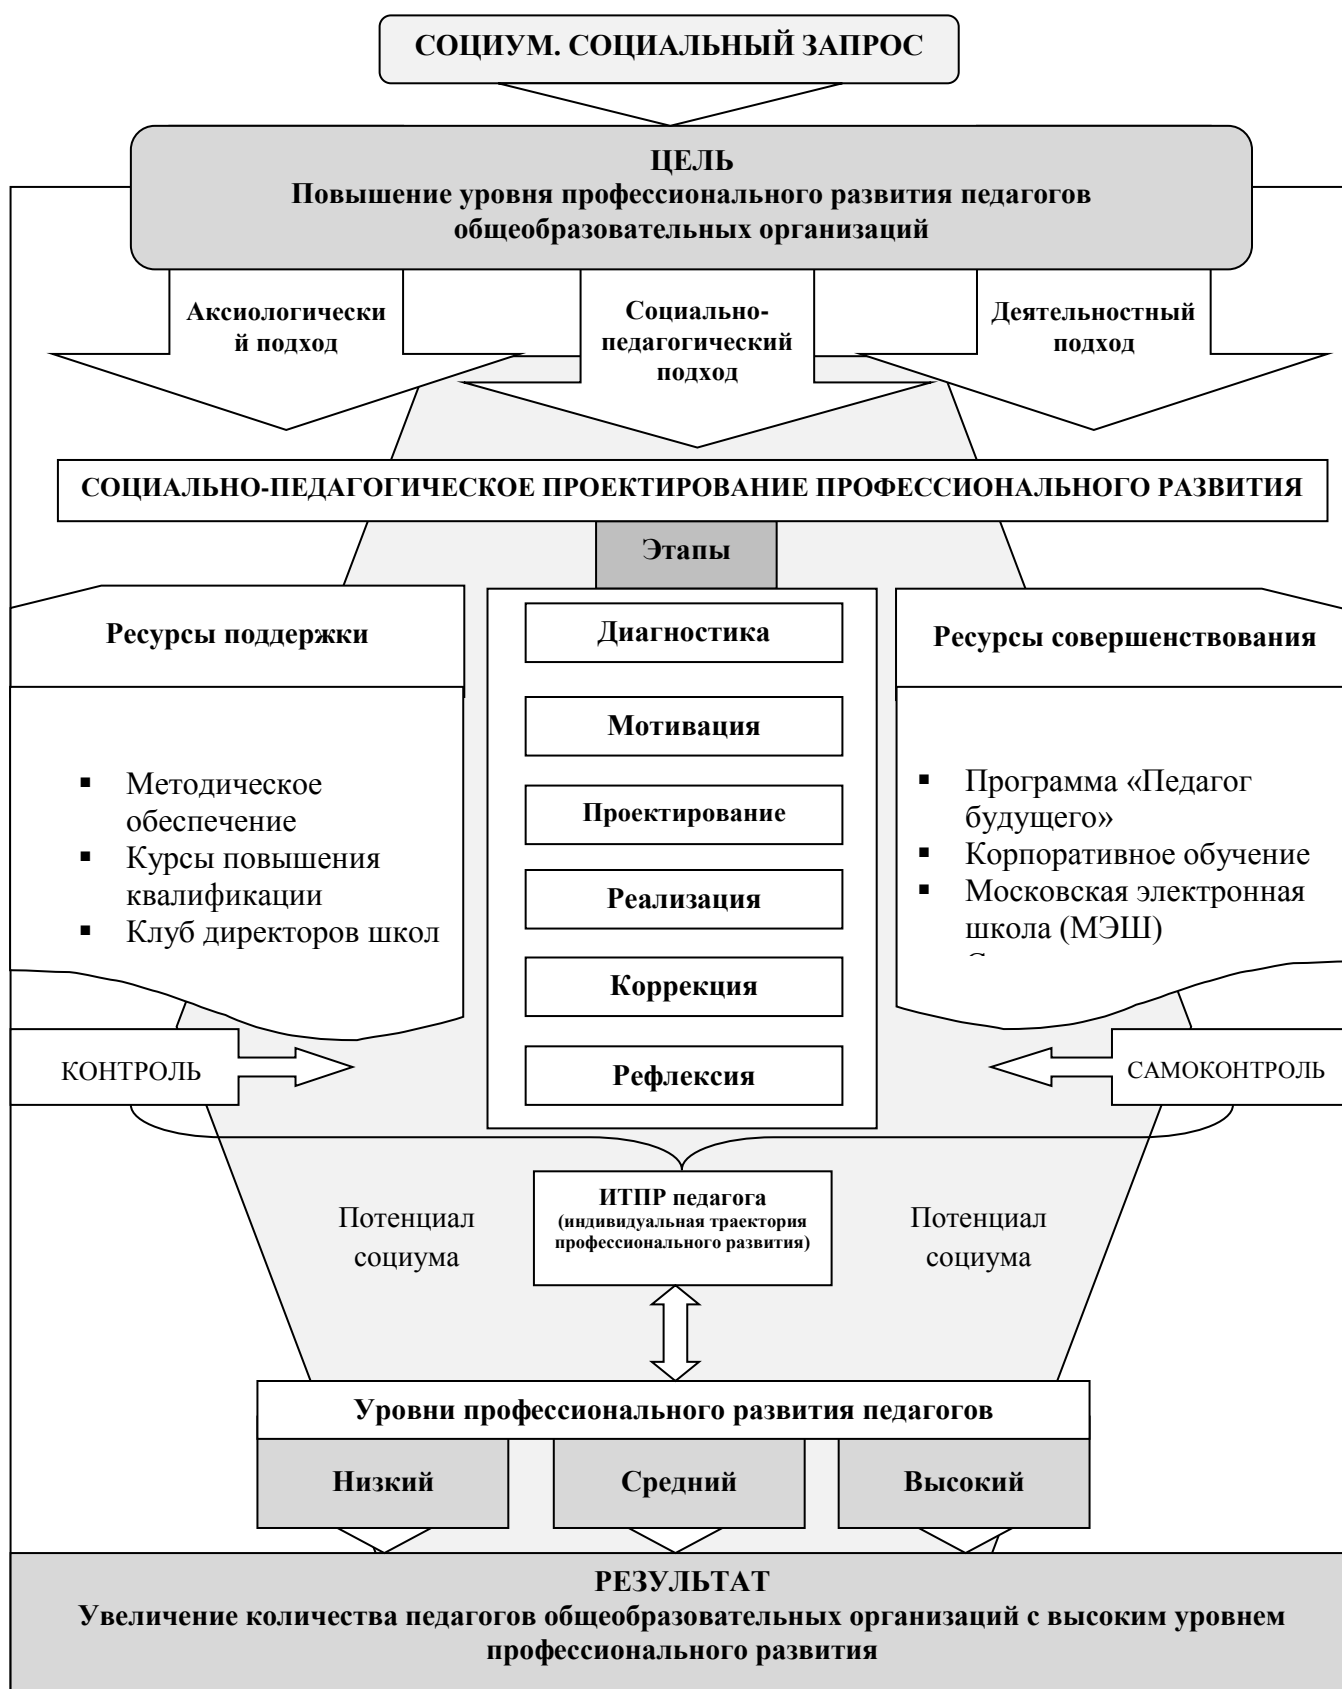 СОЦИУМ. СОЦИАЛЬНЫЙ ЗАПРОС
ЦЕЛЬ
Повышение уровня профессионального развития педагогов
общеобразовательных организаций
Аксиологически
й подход
Социально-
педагогический
подход
Деятельностный
подход
СОЦИАЛЬНО-ПЕДАГОГИЧЕСКОЕ ПРОЕКТИРОВАНИЕ ПРОФЕССИОНАЛЬНОГО РАЗВИТИЯ
Этапы
Ресурсы поддержки
▪ Методическое
обеспечение
▪ Курсы повышения
квалификации
▪ Клуб директоров школ
Диагностика
Мотивация
Проектирование
Реализация
Коррекция
Рефлексия
Ресурсы совершенствования
▪ Программа «Педагог
будущего»
▪ Корпоративное обучение
▪ Московская электронная
школа (МЭШ)
КОНТРОЛЬ
САМОКОНТРОЛЬ
Потенциал
социума
ИТПР педагога
(индивидуальная траектория
профессионального развития)
Потенциал
социума
Уровни профессионального развития педагогов
Низкий
Средний
Высокий
РЕЗУЛЬТАТ
Увеличение количества педагогов общеобразовательных организаций с высоким уровнем
профессионального развития